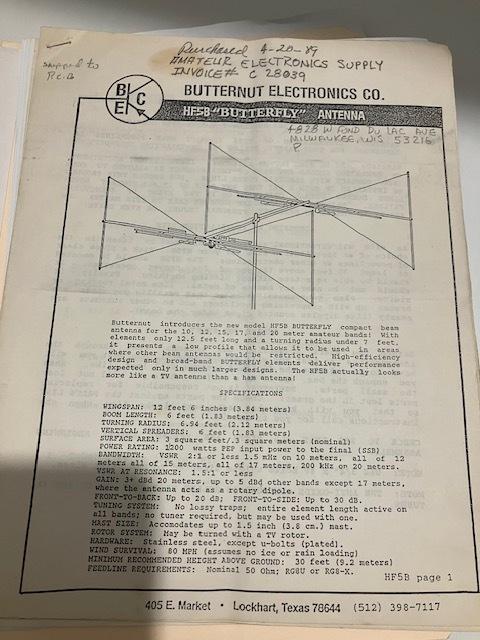 Purchased 4-20-89
AMATEUR ELECTRONICS SUPPLY
INVOICE# C 28039
shipped to
P.C.B
B E C
BUTTERNUT ELECTRONICS CO.
HF5B "BUTTERFLY" ANTENNA
4828 W FOND DU LAC AVE
MILWAUKEE, WIS 53216
P
Butternut introduces the new model HF5B BUTTERFLY compact beam
antenna for the 10, 12, 15, 17, and 20 meter amateur bands! With
elements only 12.5 feet long and a turning radius under 7 feet,
it presents a low profile that allows it to be used in areas
where other beam antennas would be restricted. High-efficiency
design and broad-band BUTTERFLY elements deliver performance
expected only in much larger designs. The HF5B actually looks
more like a TV antenna than a ham antenna!
SPECIFICATIONS
WINGSPAN: 12 feet 6 inches (3.84 meters)
BOOM LENGTH: 6 feet (1.83 meters)
TURNING RADIUS: 6.94 feet (2.12 meters)
VERTICAL SPREADERS: 6 feet (1.83 meters)
SURFACE AREA: 3 square feet/.3 square meters (nominal)
POWER RATING: 1200 watts PEP input power to the final (SSB)
BANDWIDTH: VSWR 2:1 or less 1.5 mHz on 10 meters, all of 12
meters all of 15 meters, all of 17 meters, 200 kHz on 20 meters.
VSWR AT RESONANCE: 1.5:1 or less
GAIN: 3+ dBd 20 meters, up to 5 dBd other bands except 17 meters,
where the antenna acts as a rotary dipole.
FRONT-TO-BACK: Up to 20 dB; FRONT-TO-SIDE: Up to 30 dB.
TUNING SYSTEM: No lossy traps; entire element length active on
all bands; no tuner required, but may be used with one.
MAST SIZE: Accomodates up to 1.5 inch (3.8 cm.) mast.
ROTOR SYSTEM: May be turned with a TV rotor.
HARDWARE: Stainless steel, except u-bolts (plated).
WIND SURVIVAL: 80 MPH (assumes no ice or rain loading)
MINIMUM RECOMMENDED HEIGHT ABOVE GROUND: 30 feet (9.2 meters)
FEEDLINE REQUIREMENTS: Nominal 50 Ohm; RG8U or RG8-X.
HF5B page 1
405 E. Market • Lockhart, Texas 78644 (512) 398-7117